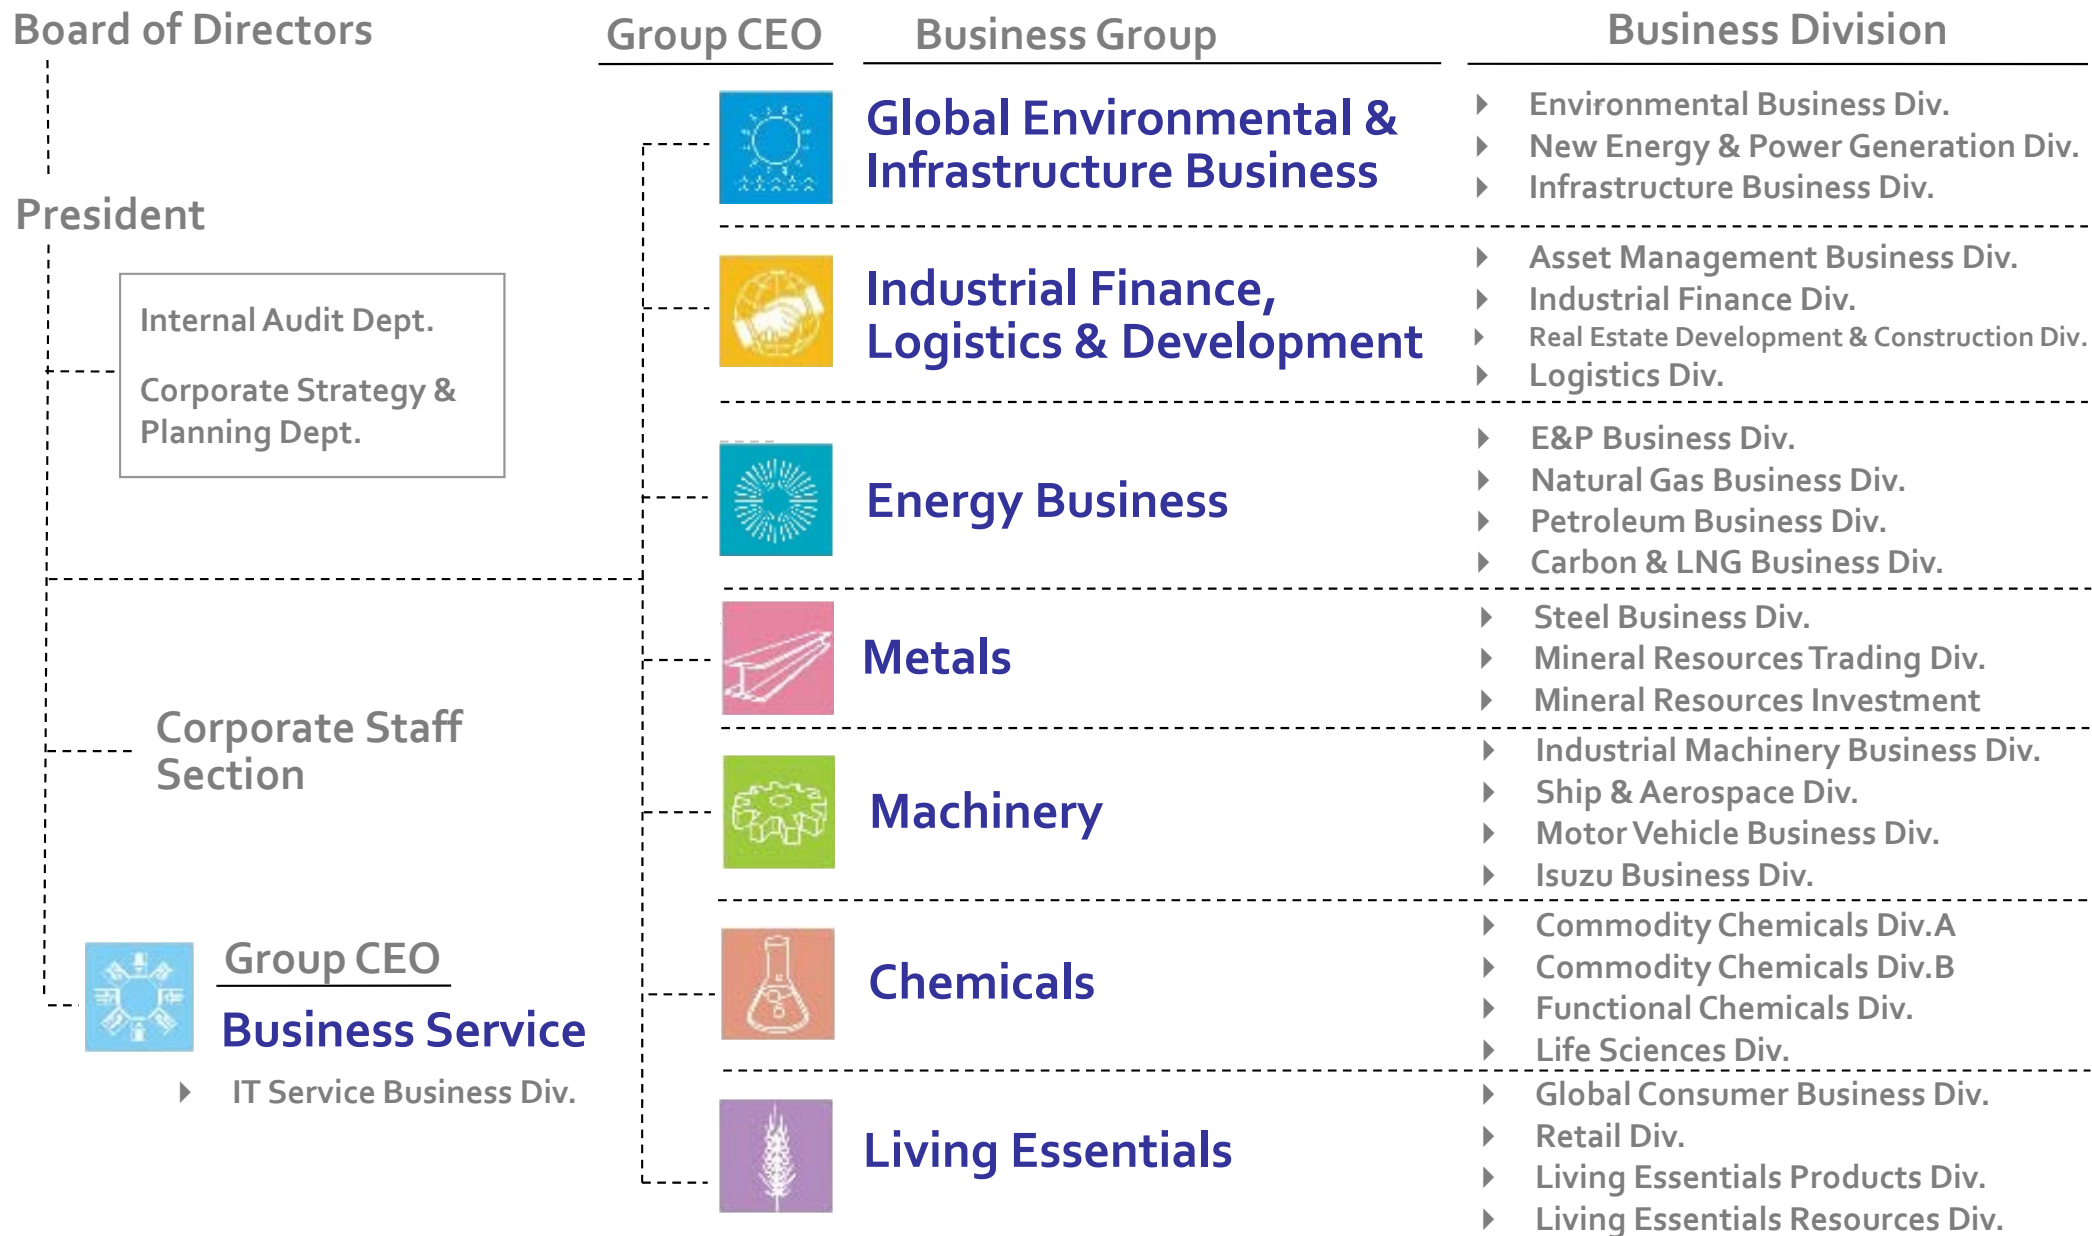 Board of Directors
President
Internal Audit Dept.
Corporate Strategy &
Planning Dept.
Corporate Staff
Section
Group CEO
Business Service
IT Service Business Div.
Group CEO
Business Group
Business Division
Global Environmental &
Infrastructure Business
Environmental Business Div.
New Energy & Power Generation Div.
Infrastructure Business Div.
Industrial Finance,
Logistics & Development
Asset Management Business Div.
Industrial Finance Div.
Real Estate Development & Construction Div.
Logistics Div.
Energy Business
E&P Business Div.
Natural Gas Business Div.
Petroleum Business Div.
Carbon & LNG Business Div.
Metals
Steel Business Div.
Mineral Resources Trading Div.
Mineral Resources Investment
Machinery
Industrial Machinery Business Div.
Ship & Aerospace Div.
Motor Vehicle Business Div.
Isuzu Business Div.
Chemicals
Commodity Chemicals Div.A
Commodity Chemicals Div.B
Functional Chemicals Div.
Life Sciences Div.
Living Essentials
Global Consumer Business Div.
Retail Div.
Living Essentials Products Div.
Living Essentials Resources Div.